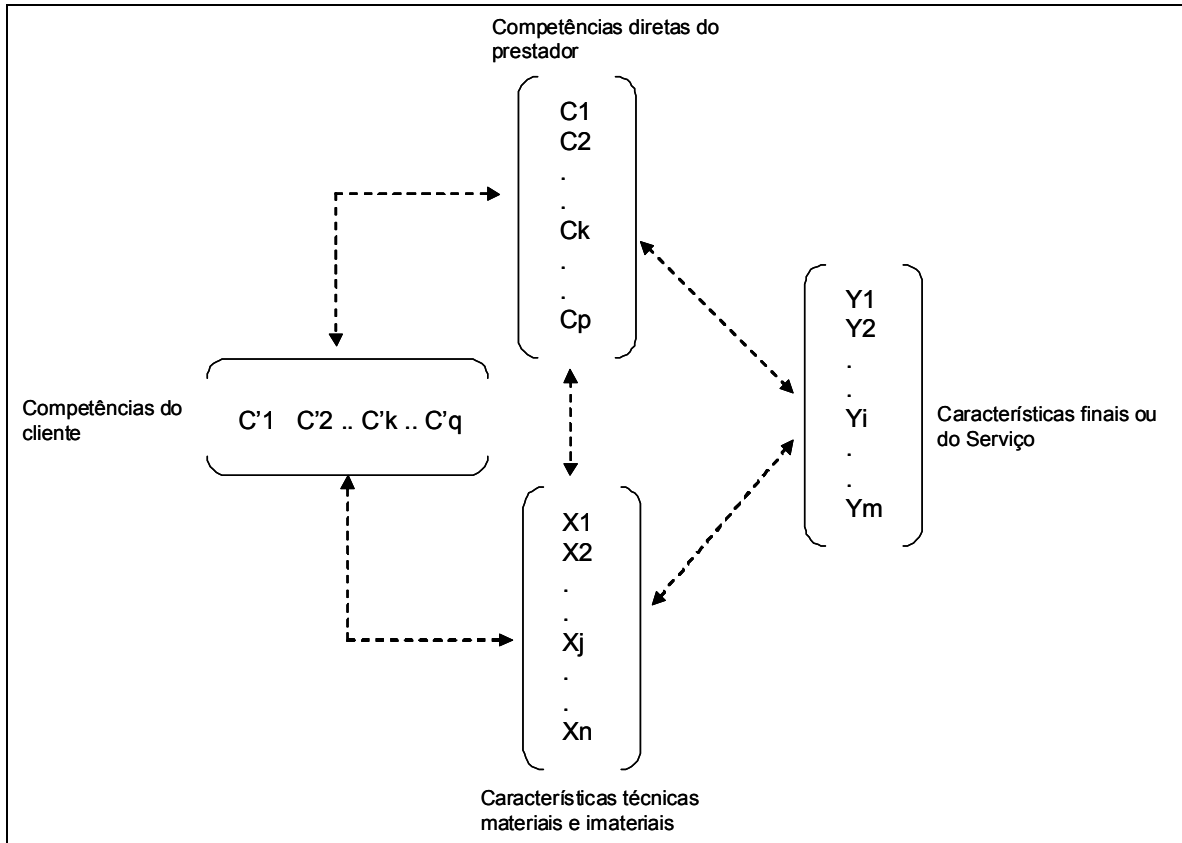 Competências diretas do
prestador
C1
C2
.
.
Ck
.
.
Cp
Competências do
cliente
C'1 C'2 .. C'k .. C'q
Y1
Y2
.
.
Yi
.
.
Ym
Características finais ou
do Serviço
X1
X2
.
.
Xj
.
.
Xn
Características técnicas
materiais e imateriais